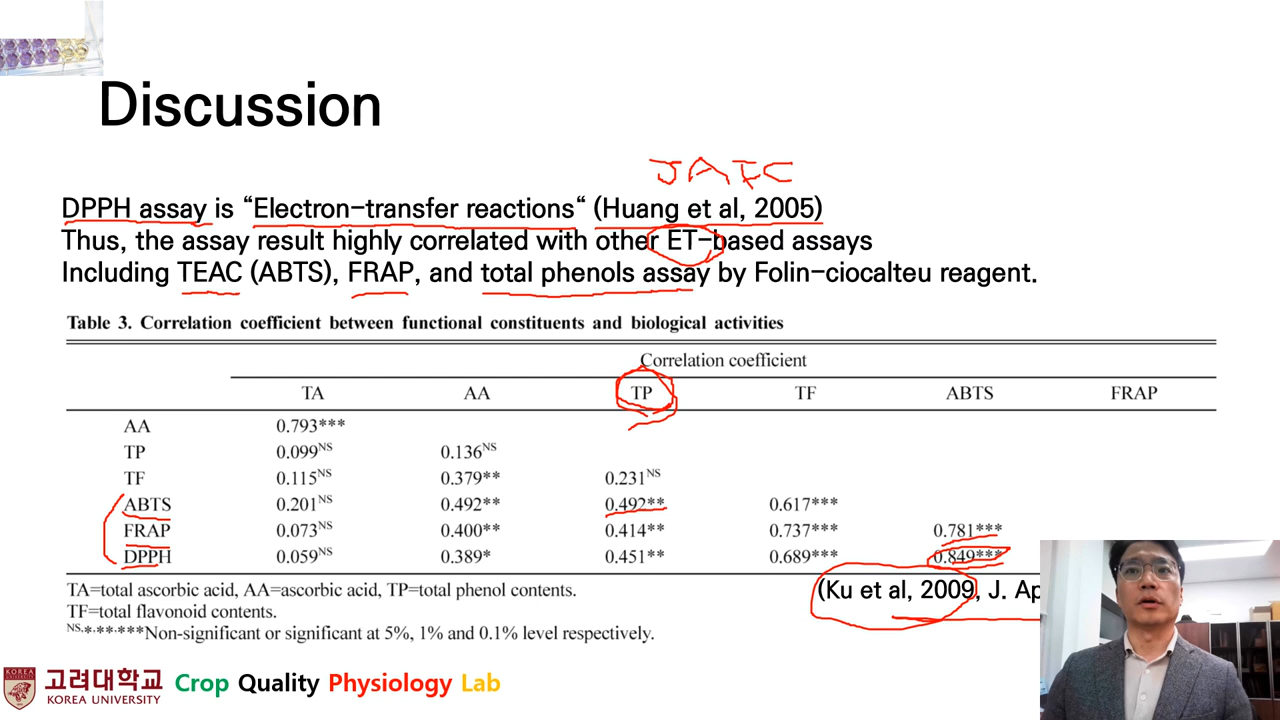 Discussion
JAFC
DPPH assay is “Electron-transfer reactions“ (Huang et al, 2005)
Thus, the assay result highly correlated with other ET-based assays
Including TEAC (ABTS), FRAP, and total phenols assay by Folin-ciocalteu reagent.
Table 3. Correlation coefficient between functional constituents and biological activities
Correlation coefficient
TA AA TP TF ABTS FRAP
AA 0.793***
TP 0.099NS 0.136NS
TF 0.115NS 0.379** 0.231NS
ABTS 0.201NS 0.492** 0.492** 0.617***
FRAP 0.073NS 0.400** 0.414** 0.737*** 0.781***
DPPH 0.059NS 0.389* 0.451** 0.689*** 0.849***
TA=total ascorbic acid, AA=ascorbic acid, TP=total phenol contents.
TF=total flavonoid contents.
NS,*,**,***Non-significant or significant at 5%, 1% and 0.1% level respectively.
(Ku et al, 2009, J. Ap
고려대학교
KOREA UNIVERSITY
Crop Quality Physiology Lab